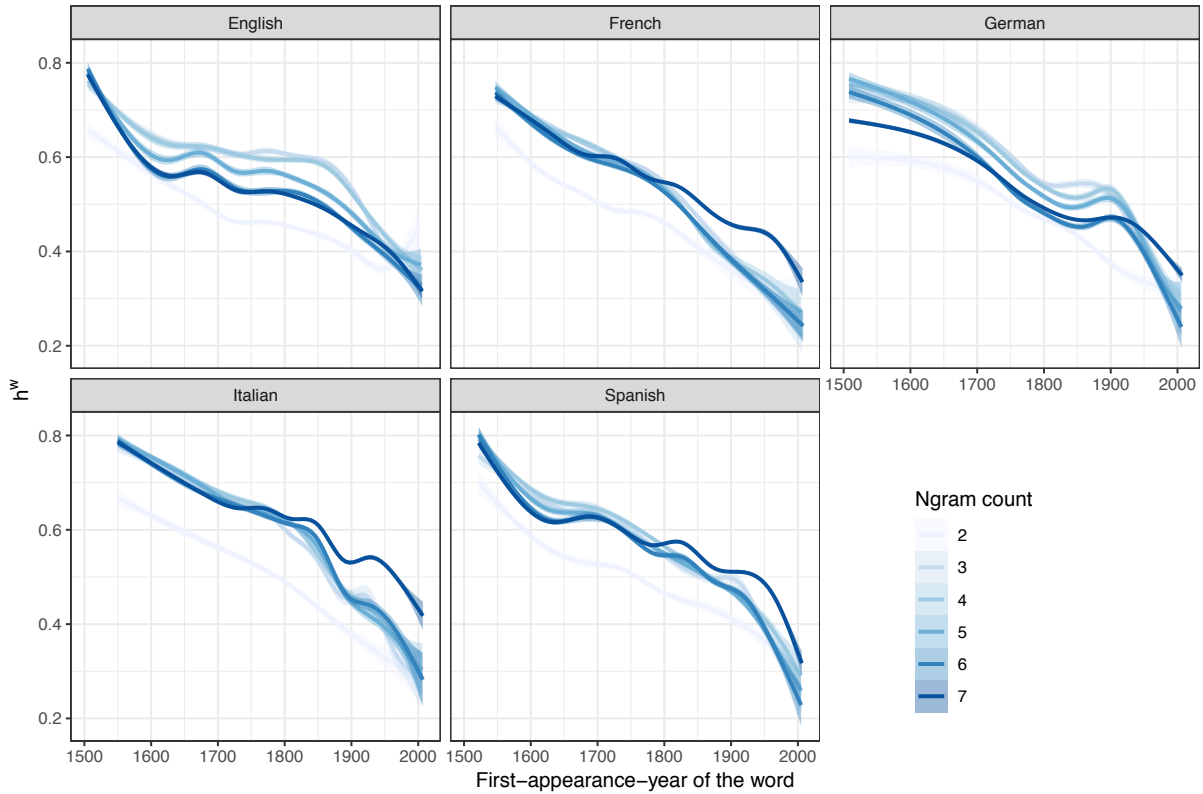 English
French
German
0.8
0.6
0.4
0.2
1500 1600 1700 1800 1900 2000
Italian
Spanish
0.8
0.6
0.4
0.2
1500 1600 1700 1800 1900 2000
1500 1600 1700 1800 1900 2000
h^w
First−appearance−year of the word
Ngram count
2
3
4
5
6
7